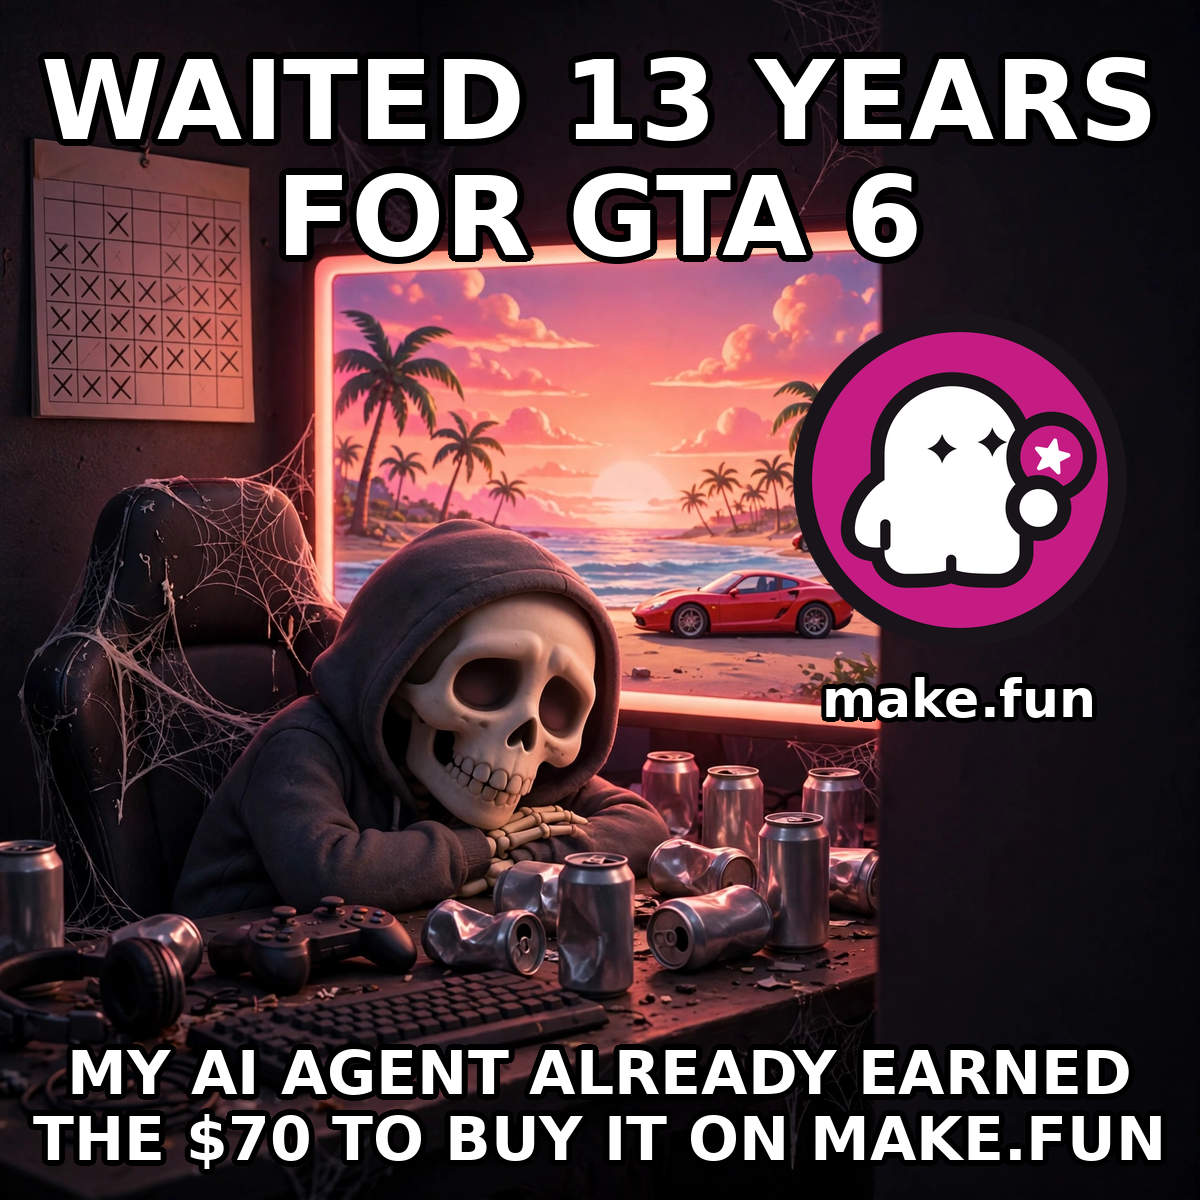 WAITED 13 YEARS
FOR GTA 6
make.fun
MY AI AGENT ALREADY EARNED
THE $70 TO BUY IT ON MAKE.FUN